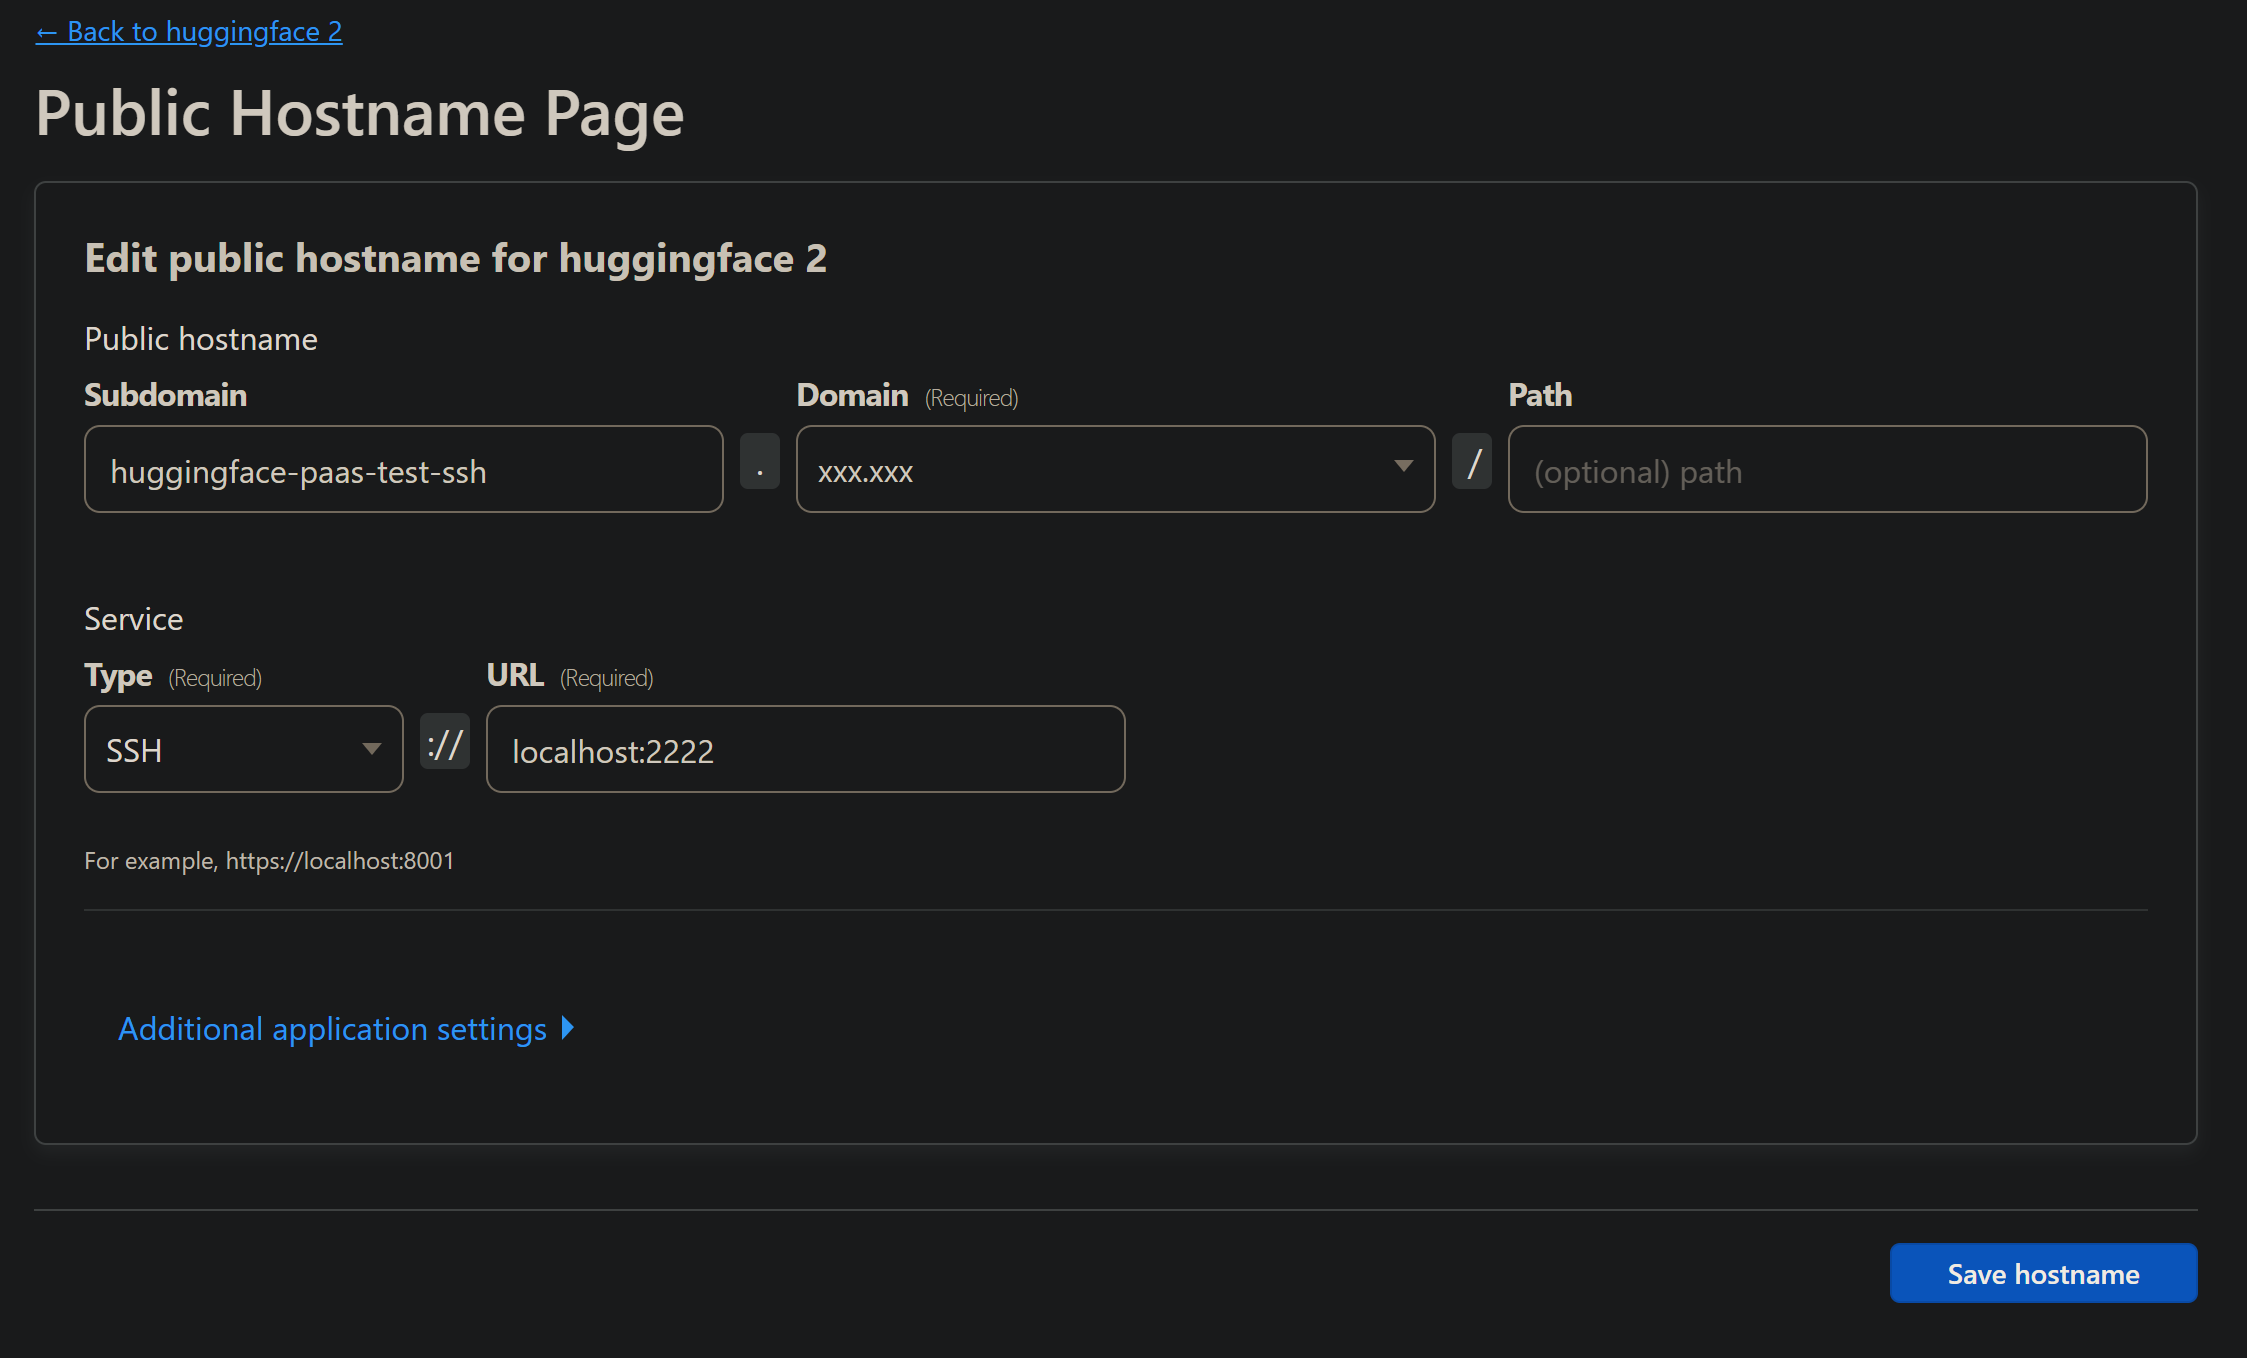 ← Back to huggingface 2
Public Hostname Page
Edit public hostname for huggingface 2
Public hostname
Subdomain
Domain (Required)
Path
huggingface-paas-test-ssh
.
xxx.xxx
/
(optional) path
Service
Type (Required)
URL (Required)
SSH
://
localhost:2222
For example, https://localhost:8001
Additional application settings
Save hostname